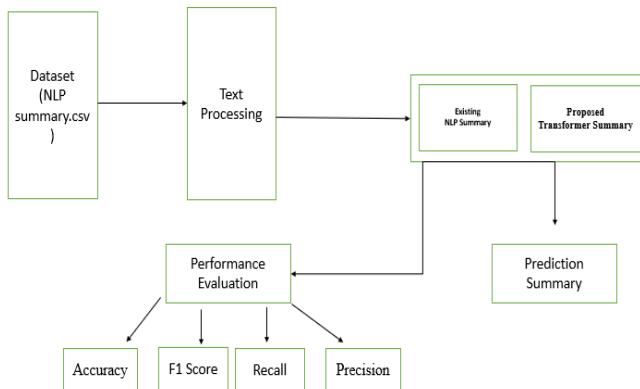 Dataset
(NLP
summary.csv
)
Text
Processing
Existing
NLP Summary
Proposed
Transformer Summary
Performance
Evaluation
Prediction
Summary
Accuracy
F1 Score
Recall
Precision